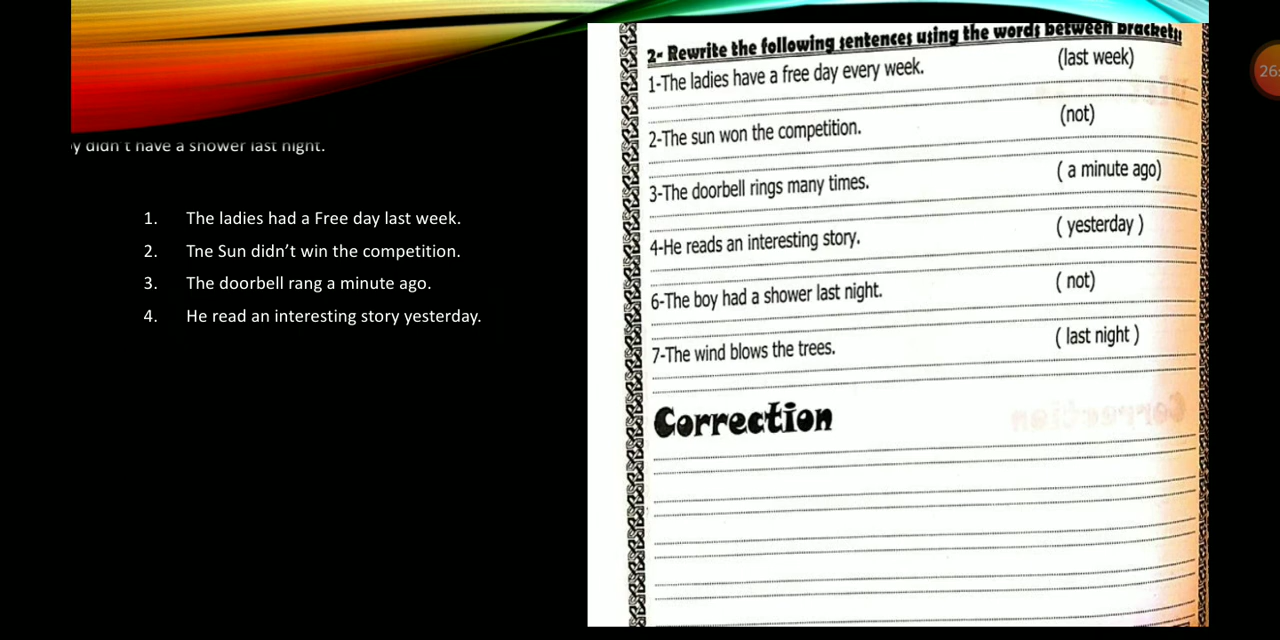 y didn't have a shower last night.
1. The ladies had a Free day last week.
2. Tne Sun didn't win the competition.
3. The doorbell rang a minute ago.
4. He read an interesting story yesterday.
2- Rewrite the following sentences using the words between brackets:
1-The ladies have a free day every week. (last week)
2-The sun won the competition. (not)
3-The doorbell rings many times. ( a minute ago)
4-He reads an interesting story. ( yesterday )
6-The boy had a shower last night. ( not)
7-The wind blows the trees. ( last night )
Correction
26